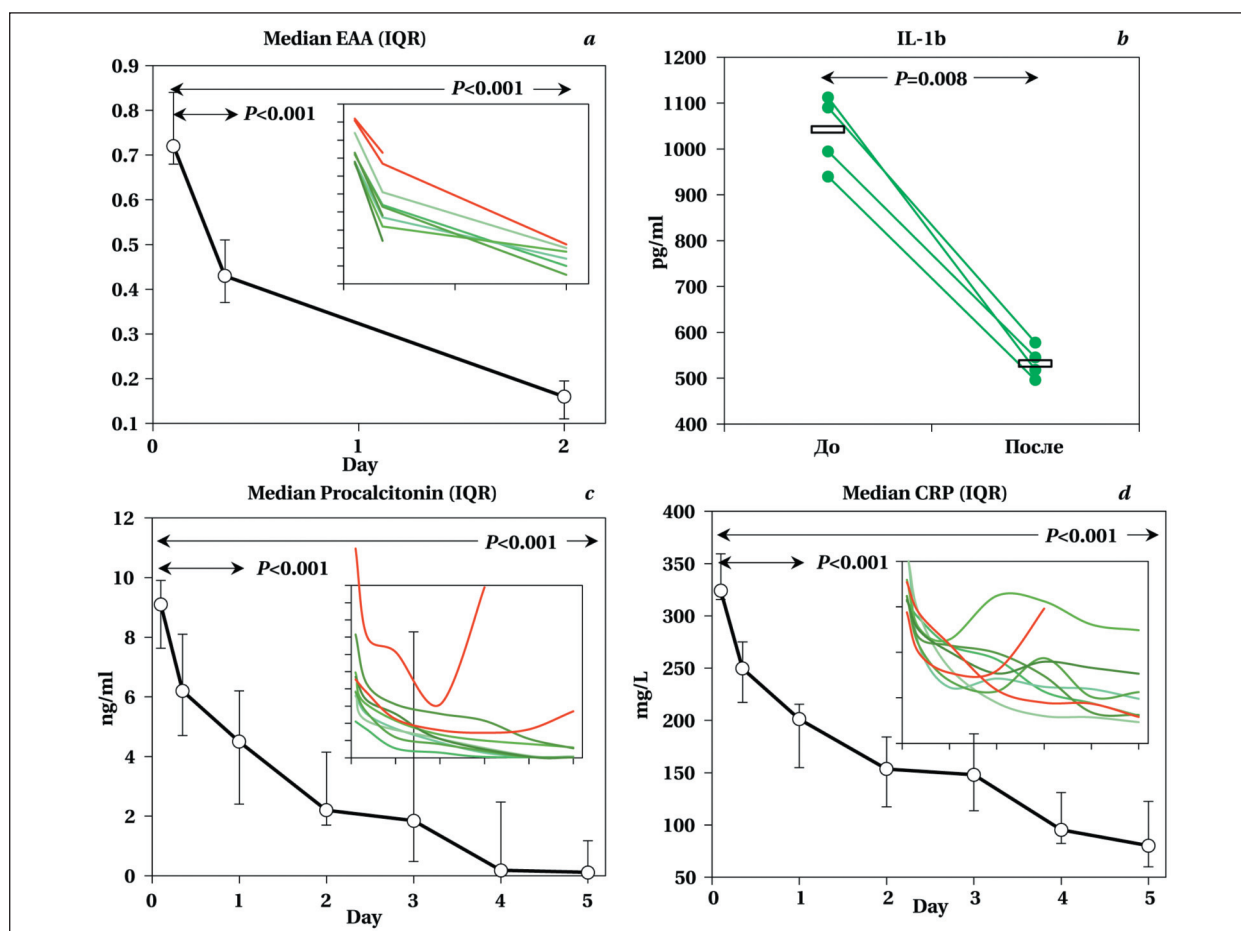 Median EAA (IQR)
a
0.9
0.8
0.7
0.6
0.5
0.4
0.3
0.2
0.1
P<0.001
P<0.001
0
1
2
Day
IL-1b
b
pg/ml
1200
1100
1000
900
800
700
600
500
400
P=0.008
До
После
Median Procalcitonin (IQR)
c
ng/ml
12
10
8
6
4
2
0
P<0.001
P<0.001
0
1
2
3
4
5
Day
Median CRP (IQR)
d
mg/L
400
350
300
250
200
150
100
50
P<0.001
P<0.001
0
1
2
3
4
5
Day